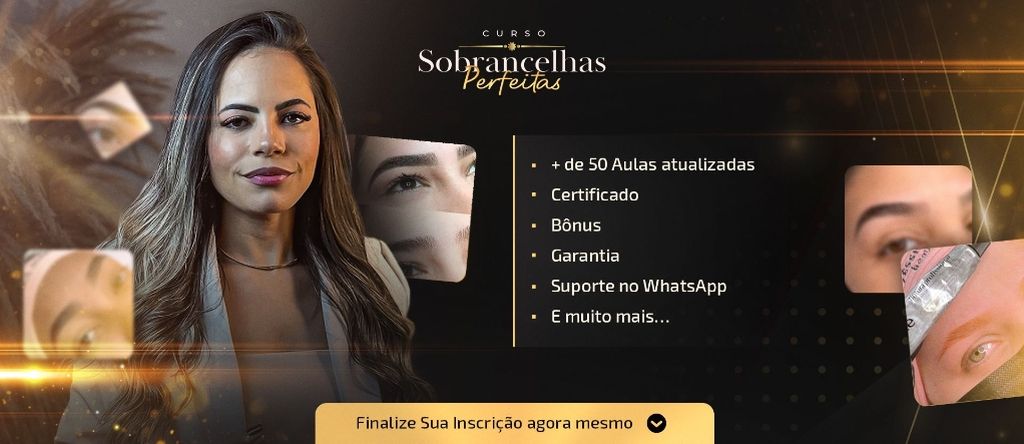 CURSO
Sobrancelhas
Perfeitas
+ de 50 Aulas atualizadas
Certificado
Bônus
Garantia
Suporte no WhatsApp
E muito mais...
Finalize Sua Inscrição agora mesmo